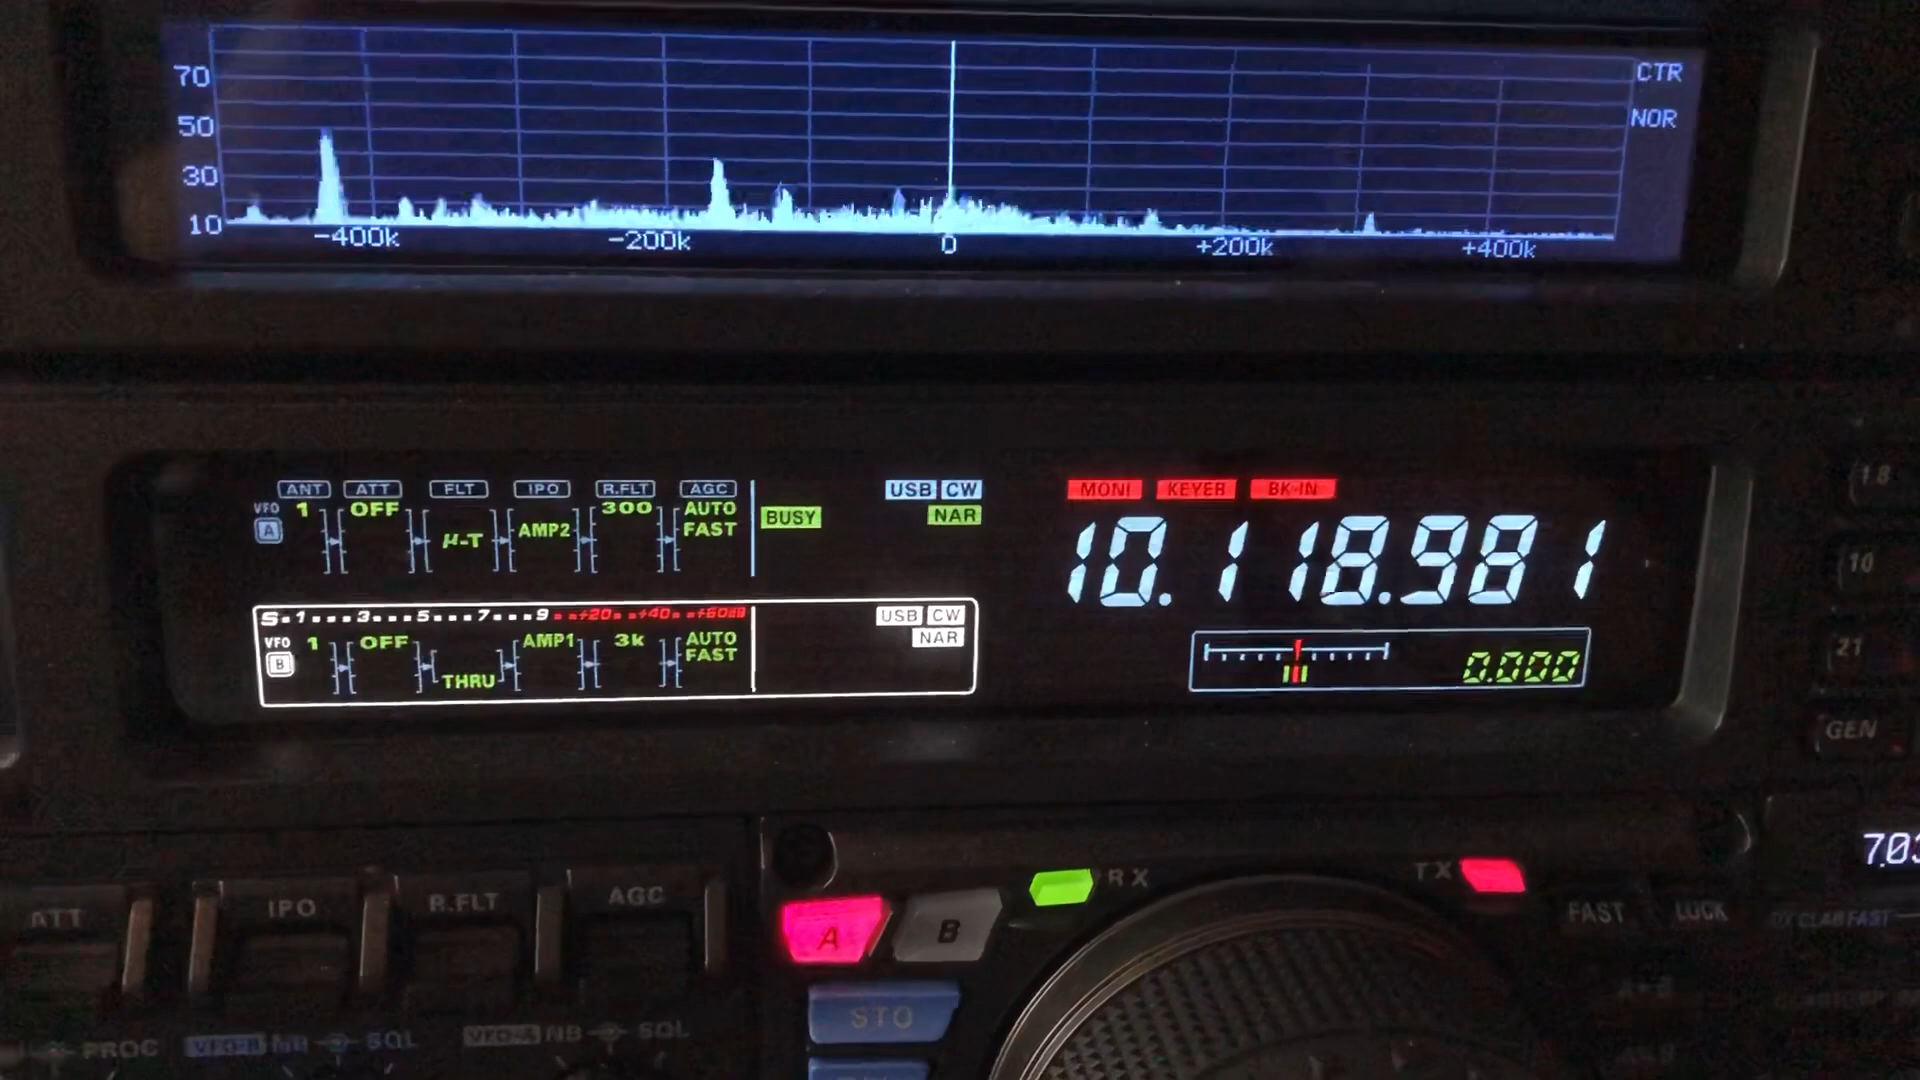 70
50
30
10
CTR
NOR
-400k -200k 0 +200k +400k
ANT ATT FLT IPO R.FLT AGC
VFO A 1 OFF μ-T AMP2 300 AUTO FAST
BUSY
USB CW
NAR
MONI KEYER BK-IN
10.118.981
S 1 3 5 7 9 +20 +40 +60dB
VFO B 1 OFF THRU AMP1 3k AUTO FAST
USB CW
NAR
0.000
1.8
10
21
GEN
ATT IPO R.FLT AGC
A B
RX
TX
FAST LOCK
STO
PROC VFO-B NB SQL VFO-A NB SQL